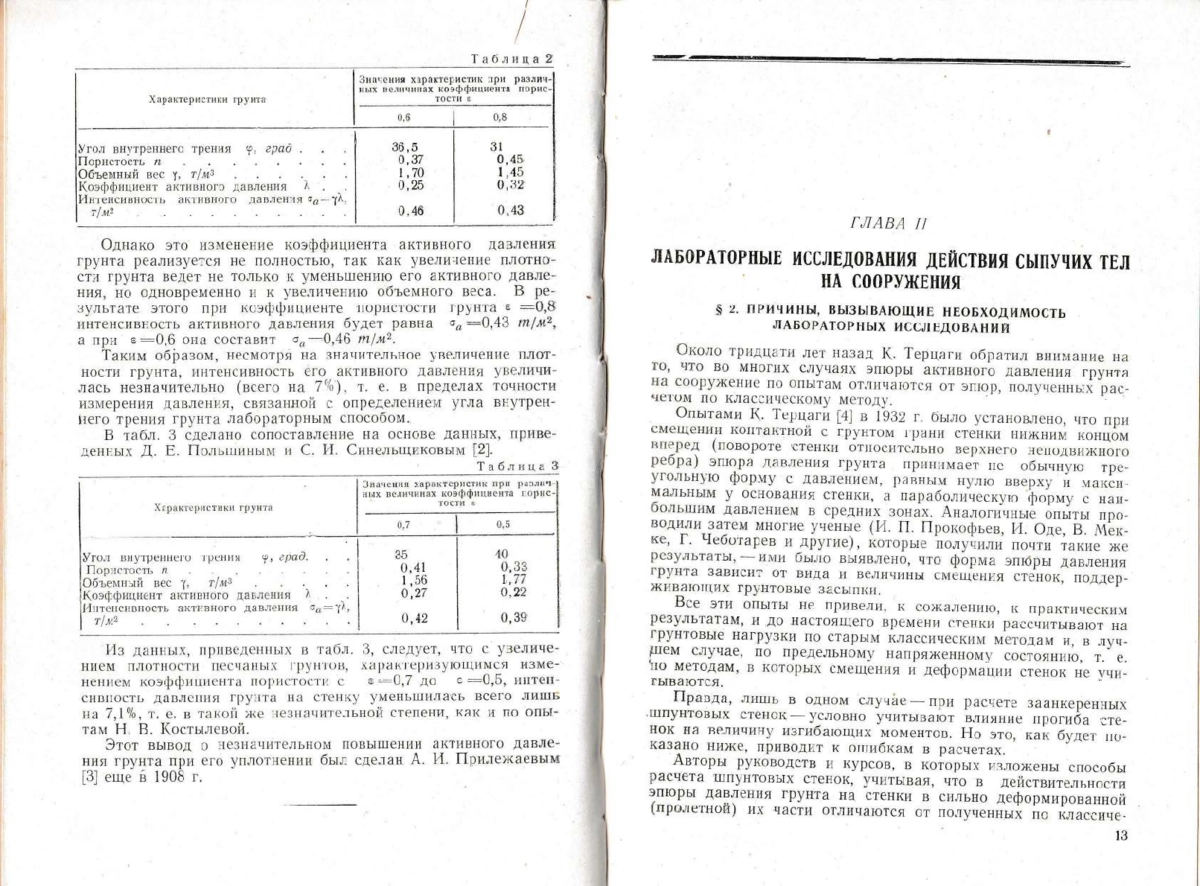 Таблица 2
Характеристики грунта
Значения характеристик при различ-
ных величинах коэффициента порис-
тости ε
0,6 0,8
Угол внутреннего трения φ, град . . . 36,5 31
Пористость n . . . . . . . . 0,37 0,45
Объемный вес γ, т/м³ . . . . . . 1,70 1,45
Коэффициент активного давления λ . . 0,25 0,32
Интенсивность активного давления σa—γλ,
т/м² . . . . . . . . . 0,46 0,43
Однако это изменение коэффициента активного давления
грунта реализуется не полностью, так как увеличение плотно-
сти грунта ведет не только к уменьшению его активного давле-
ния, но одновременно и к увеличению объемного веса. В ре-
зультате этого при коэффициенте пористости грунта ε =0,8
интенсивность активного давления будет равна σa =0,43 т/м²,
а при ε=0,6 она составит σa —0,46 т/м².
Таким образом, несмотря на значительное увеличение плот-
ности грунта, интенсивность его активного давления увеличи-
лась незначительно (всего на 7%), т. е. в пределах точности
измерения давления, связанной с определением угла внутрен-
него трения грунта лабораторным способом.
В табл. 3 сделано сопоставление на основе данных, приве-
денных Д. Е. Польшиным и С. И. Синельщиковым [2].
Таблица 3
Характеристики грунта
Значения характеристик при различ-
ных величинах коэффициента порис-
тости ε
0,7 0,5
Угол внутреннего трения φ, град. . . 35 40
Пористость n . . . . . . . . 0,41 0,33
Объемный вес γ, т/м³ . . . . . 1,56 1,77
Коэффициент активного давления λ . . 0,27 0,22
Интенсивность активного давления σa=γλ,
т/м² . . . . . . . . . 0,42 0,39
Из данных, приведенных в табл. 3, следует, что с увеличе-
нием плотности песчаных грунтов, характеризующимся изме-
нением коэффициента пористости с ε=0,7 до ε =0,5, интен-
сивность давления грунта на стенку уменьшилась всего лишь
на 7,1%, т. е. в такой же незначительной степени, как и по опы-
там Н. В. Костылевой.
Этот вывод о незначительном повышении активного давле-
ния грунта при его уплотнении был сделан А. И. Прилежаевым
[3] еще в 1908 г.
ГЛАВА II
ЛАБОРАТОРНЫЕ ИССЛЕДОВАНИЯ ДЕЙСТВИЯ СЫПУЧИХ ТЕЛ
НА СООРУЖЕНИЯ
§ 2. ПРИЧИНЫ, ВЫЗЫВАЮЩИЕ НЕОБХОДИМОСТЬ
ЛАБОРАТОРНЫХ ИССЛЕДОВАНИЙ
Около тридцати лет назад К. Терцаги обратил внимание на
то, что во многих случаях эпюры активного давления грунта
на сооружение по опытам отличаются от эпюр, полученных рас-
четом по классическому методу.
Опытами К. Терцаги [4] в 1932 г. было установлено, что при
смещении контактной с грунтом грани стенки нижним концом
вперед (повороте стенки относительно верхнего неподвижного
ребра) эпюра давления грунта принимает не обычную тре-
угольную форму с давлением, равным нулю вверху и макси-
мальным у основания стенки, а параболическую форму с наи-
большим давлением в средних зонах. Аналогичные опыты про-
водили затем многие ученые (И. П. Прокофьев, И. Оде, В. Мек-
ке, Г. Чеботарев и другие), которые получили почти такие же
результаты, — ими было выявлено, что форма эпюры давления
грунта зависит от вида и величины смещения стенок, поддер-
живающих грунтовые засыпки.
Все эти опыты не привели, к сожалению, к практическим
результатам, и до настоящего времени стенки рассчитывают на
грунтовые нагрузки по старым классическим методам и, в луч-
шем случае, по предельному напряженному состоянию, т. е.
по методам, в которых смещения и деформации стенок не учи-
тываются.
Правда, лишь в одном случае — при расчете заанкеренных
шпунтовых стенок — условно учитывают влияние прогиба сте-
нок на величину изгибающих моментов. Но это, как будет по-
казано ниже, приводит к ошибкам в расчетах.
Авторы руководств и курсов, в которых изложены способы
расчета шпунтовых стенок, учитывая, что в действительности
эпюры давления грунта на стенки в сильно деформированной
(пролетной) их части отличаются от полученных по классиче-
13